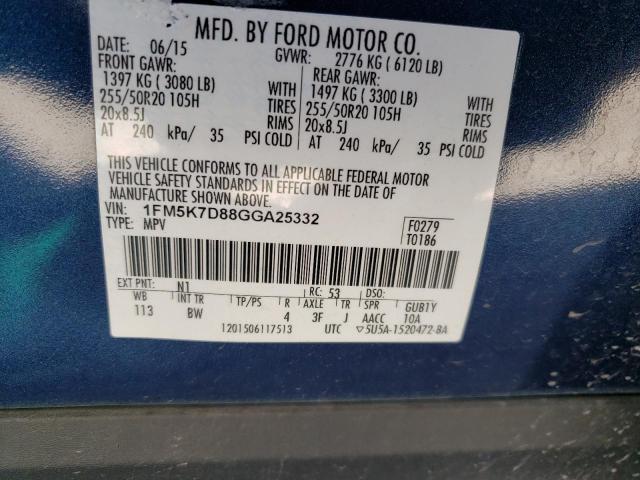 MFD. BY FORD MOTOR CO.
DATE: 06/15 GVWR: 2776 KG ( 6120 LB)
FRONT GAWR: REAR GAWR:
1397 KG ( 3080 LB) WITH 1497 KG ( 3300 LB) WITH
255/50R20 105H TIRES 255/50R20 105H TIRES
20x8.5J RIMS 20x8.5J RIMS
AT 240 kPa/ 35 PSI COLD AT 240 kPa/ 35 PSI COLD
THIS VEHICLE CONFORMS TO ALL APPLICABLE FEDERAL MOTOR
VEHICLE SAFETY STANDARDS IN EFFECT ON THE DATE OF
MANUFACTURE SHOWN ABOVE.
VIN: 1FM5K7D88GGA25332 F0279
TYPE: MPV T0186
EXT PNT: N1 RC: 53 DSO:
WB INT TR TP/PS R AXLE TR SPR GUB1Y
113 BW 4 3F J AACC 10A
1201506117513 UTC ▽5U5A-1520472-BA